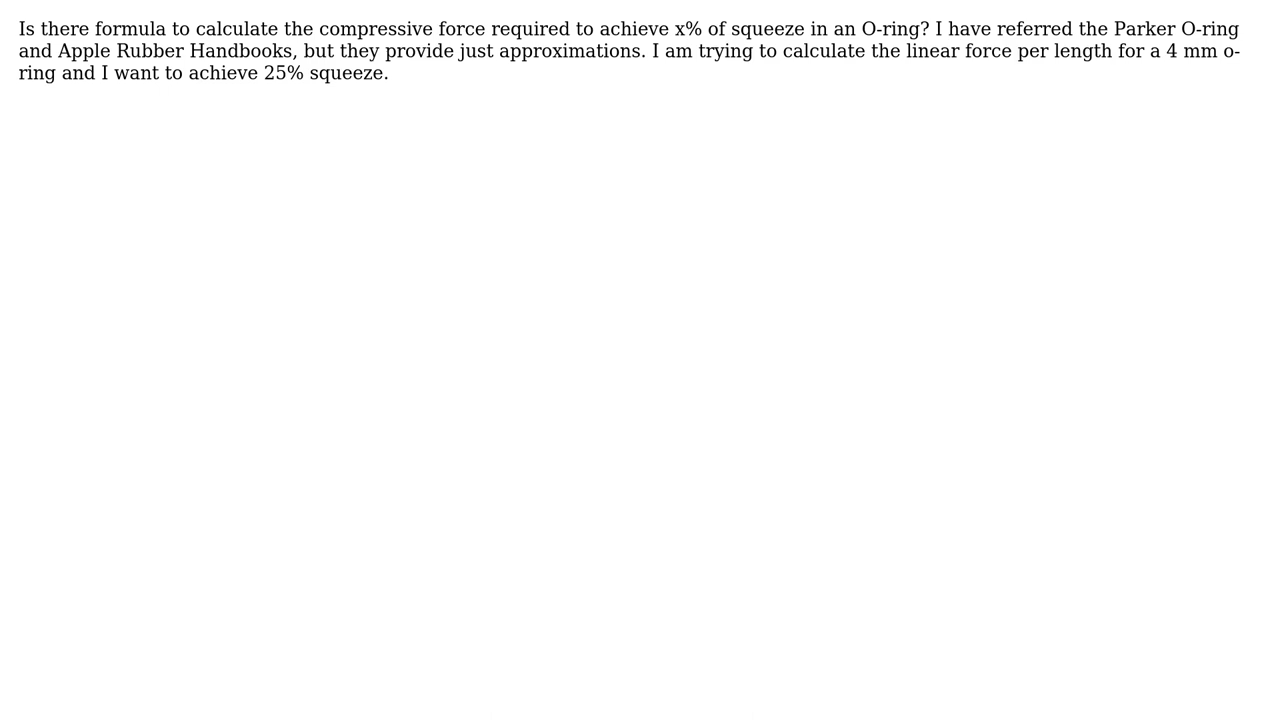 Is there formula to calculate the compressive force required to achieve x% of squeeze in an O-ring? I have referred the Parker O-ring
and Apple Rubber Handbooks, but they provide just approximations. I am trying to calculate the linear force per length for a 4 mm o-
ring and I want to achieve 25% squeeze.